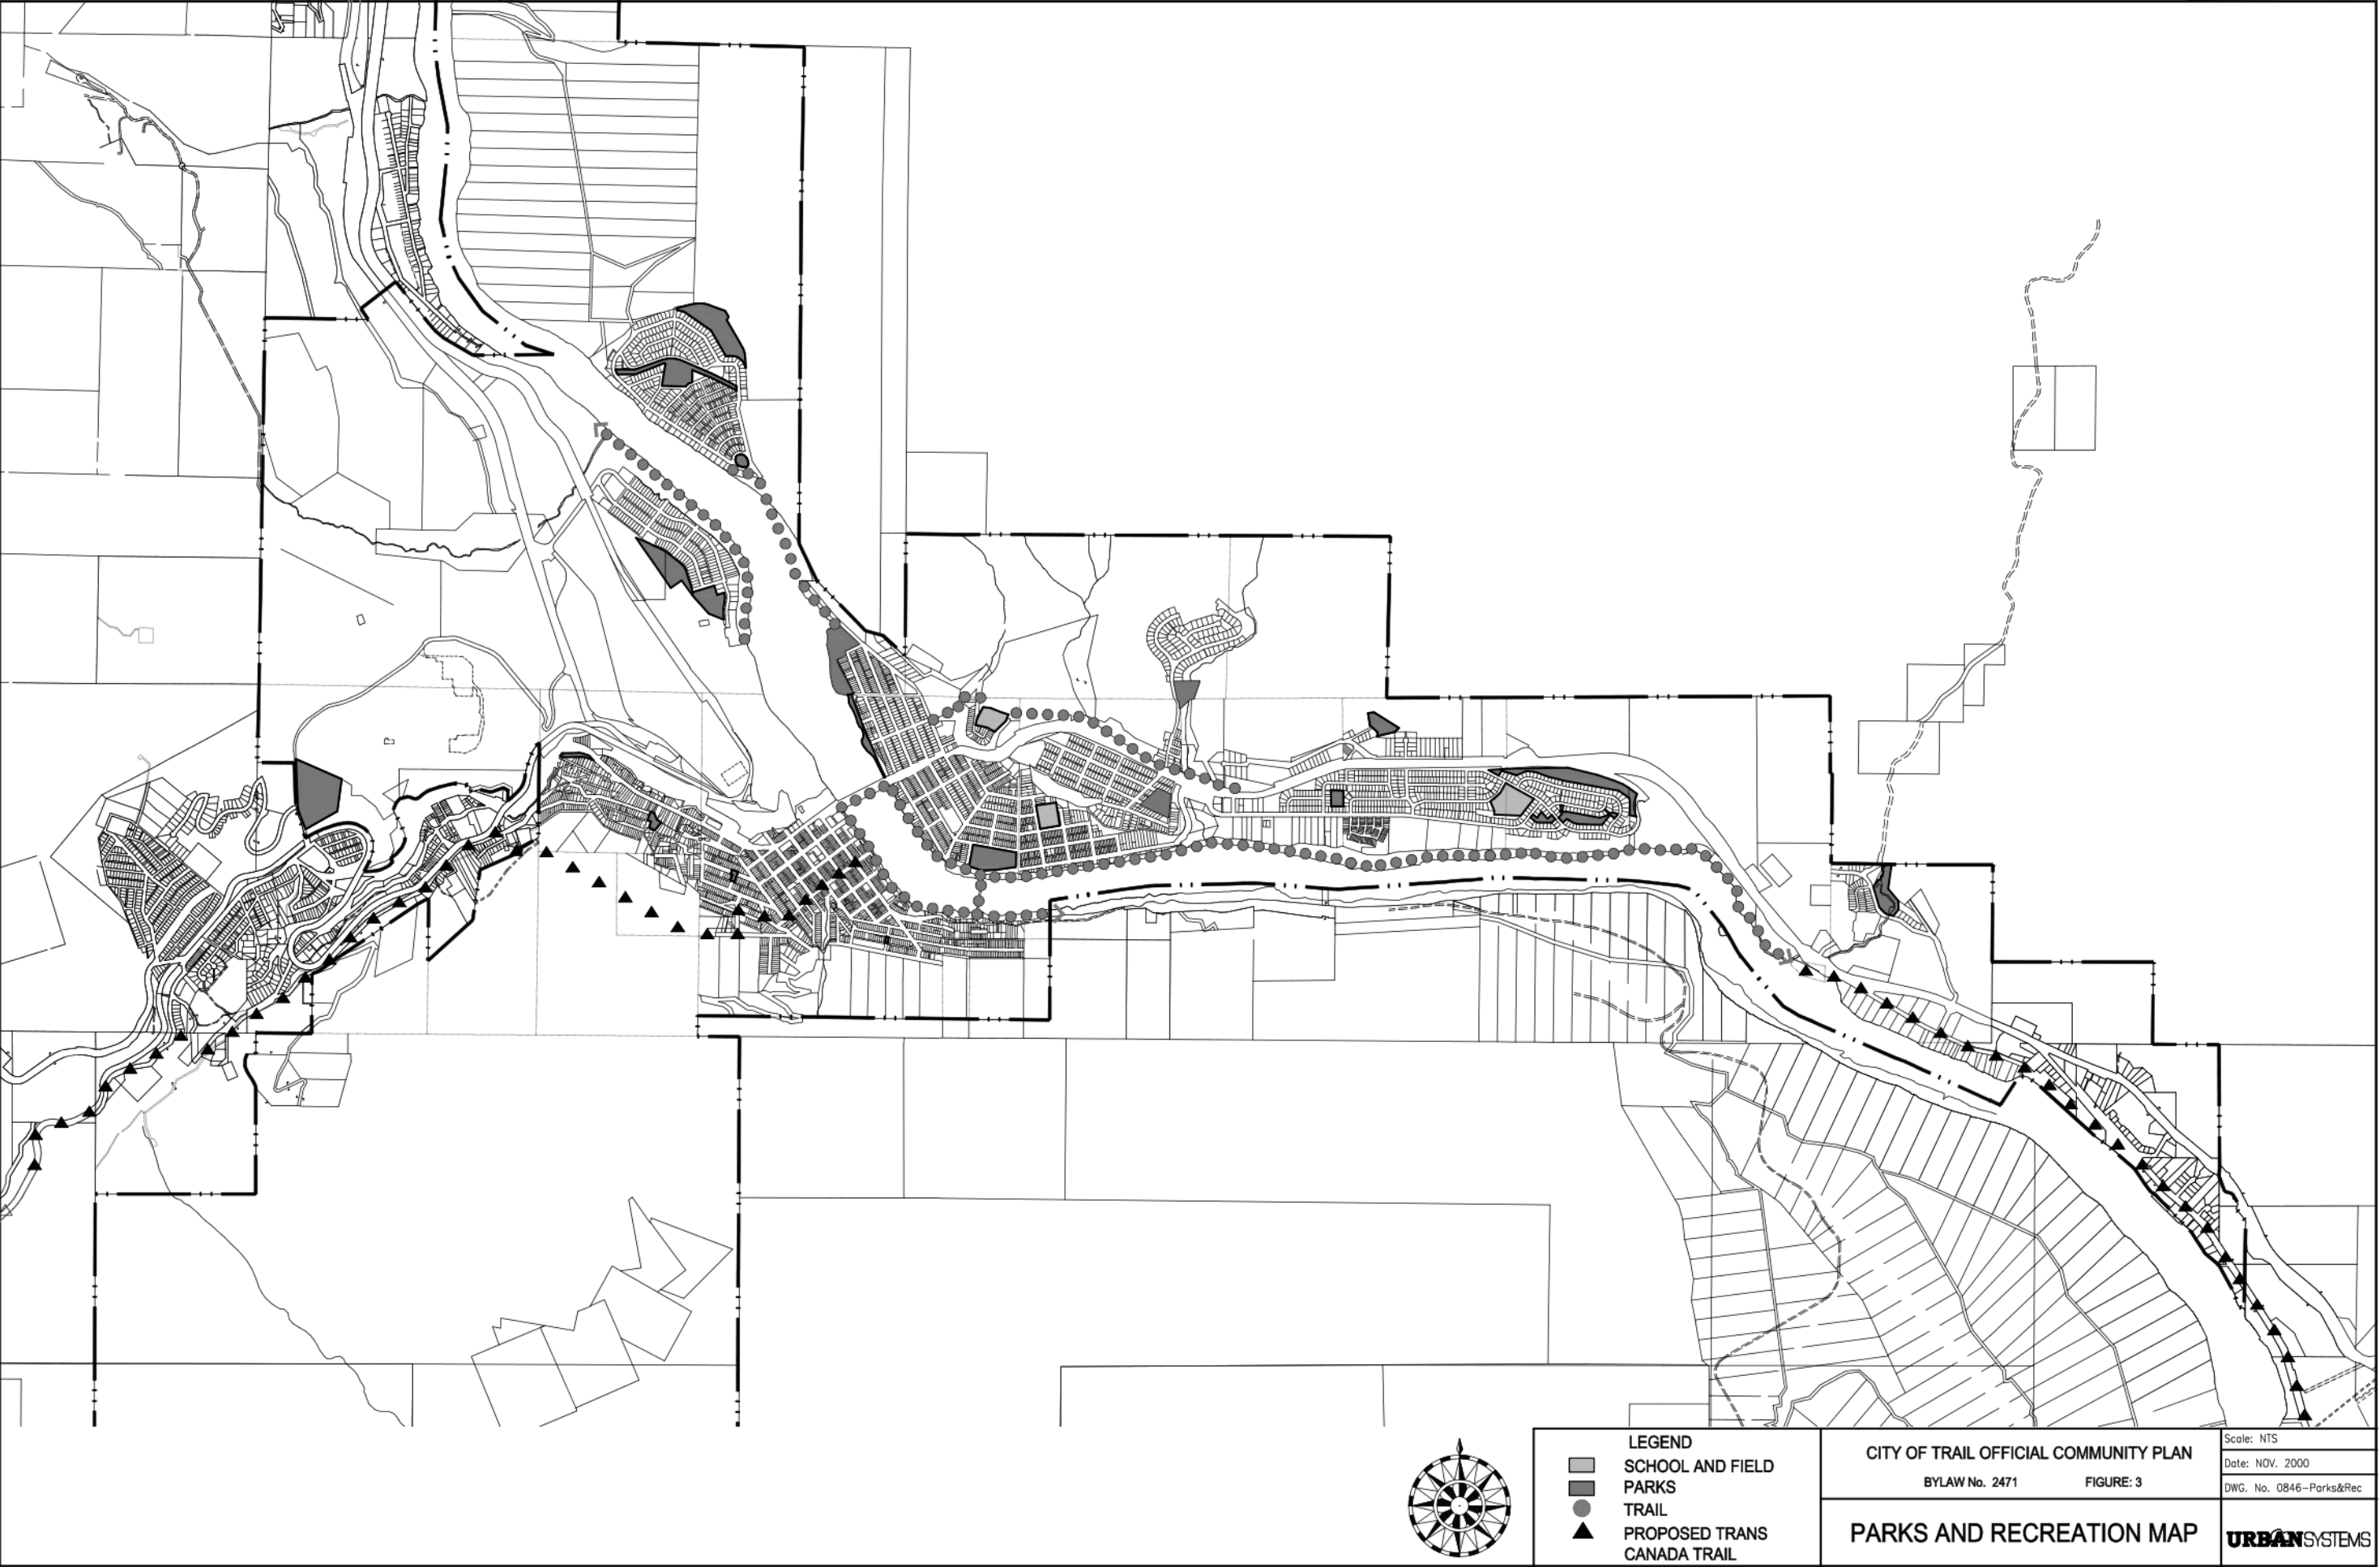 LEGEND
SCHOOL AND FIELD
PARKS
TRAIL
PROPOSED TRANS
CANADA TRAIL
CITY OF TRAIL OFFICIAL COMMUNITY PLAN
BYLAW No. 2471 FIGURE: 3
PARKS AND RECREATION MAP
Scale: NTS
Date: NOV. 2000
DWG. No. 0846-Parks&Rec
URBANSYSTEMS